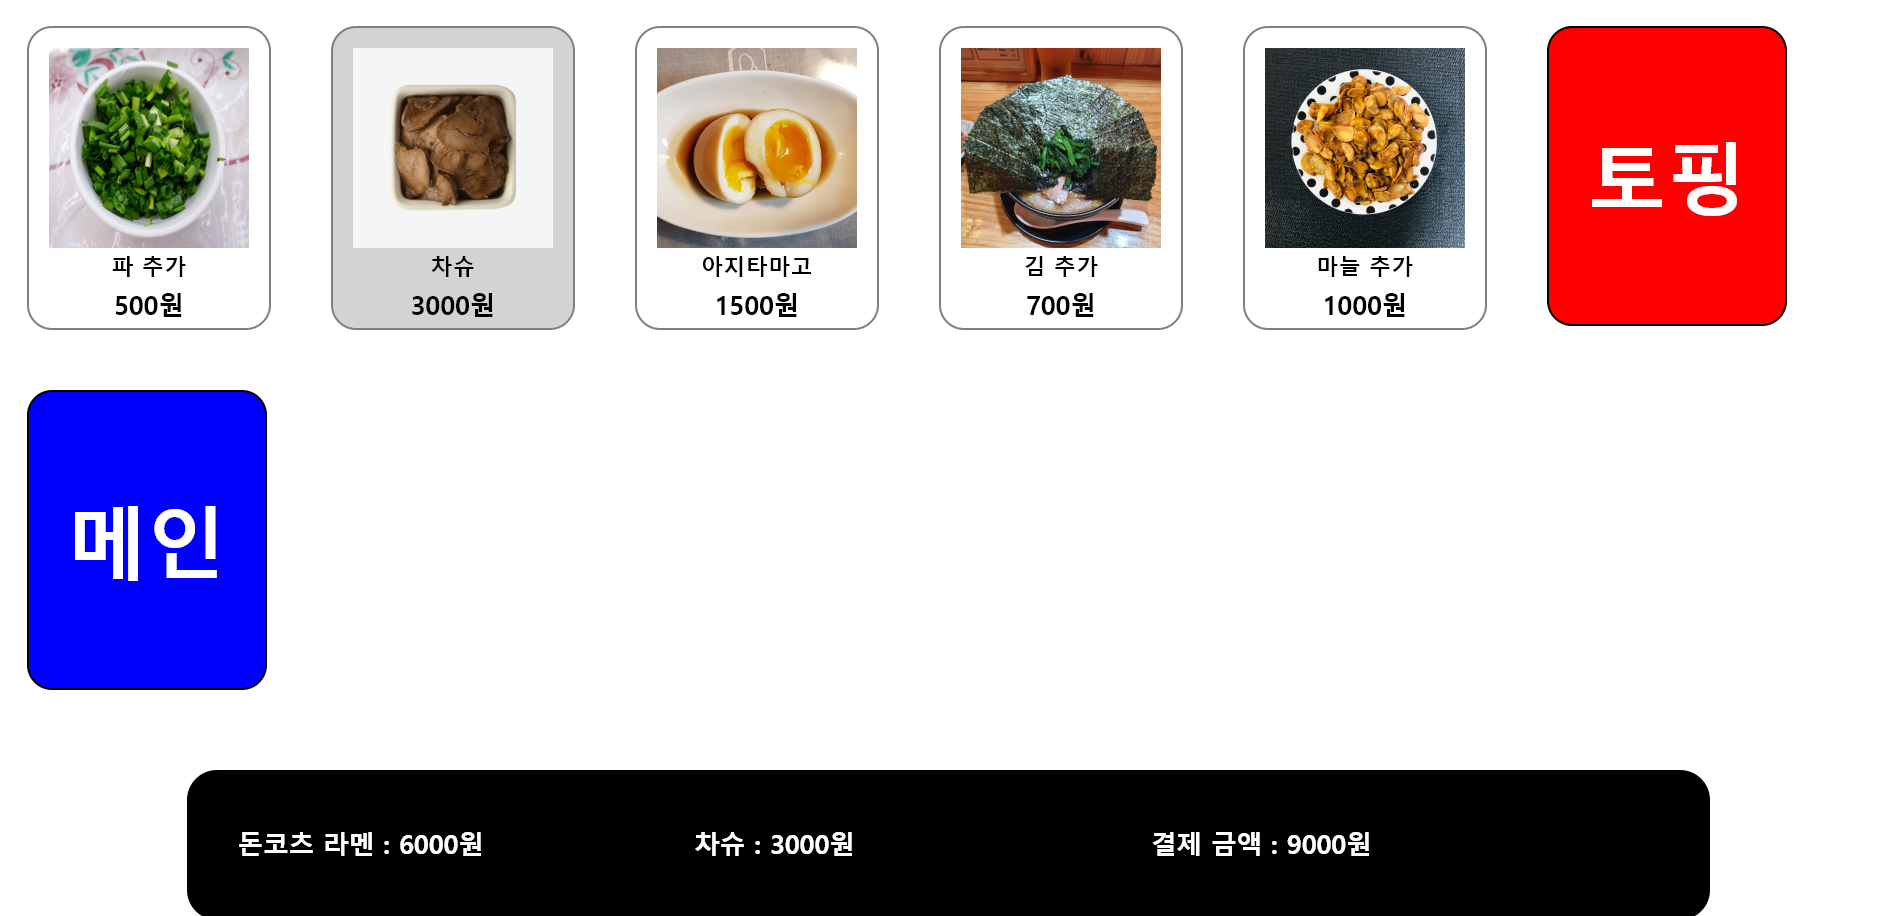 파 추가
500원
차슈
3000원
아지타마고
1500원
김 추가
700원
마늘 추가
1000원
토핑
메인
돈코츠 라멘 : 6000원
차슈 : 3000원
결제 금액 : 9000원